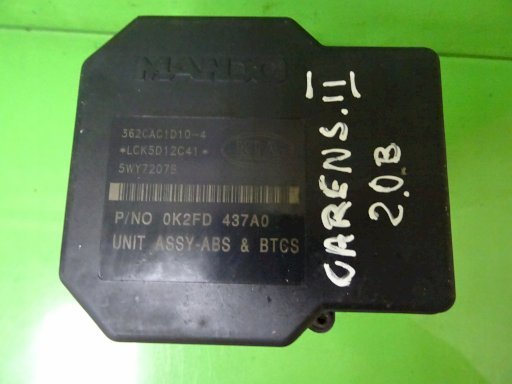 MANDO
362CAC1D10-4
*LCK5D12C41*
KIA
5WY7207B
P/NO 0K2FD 437A0
UNIT ASSY-ABS & BTCS
CARENS.II
2.0B